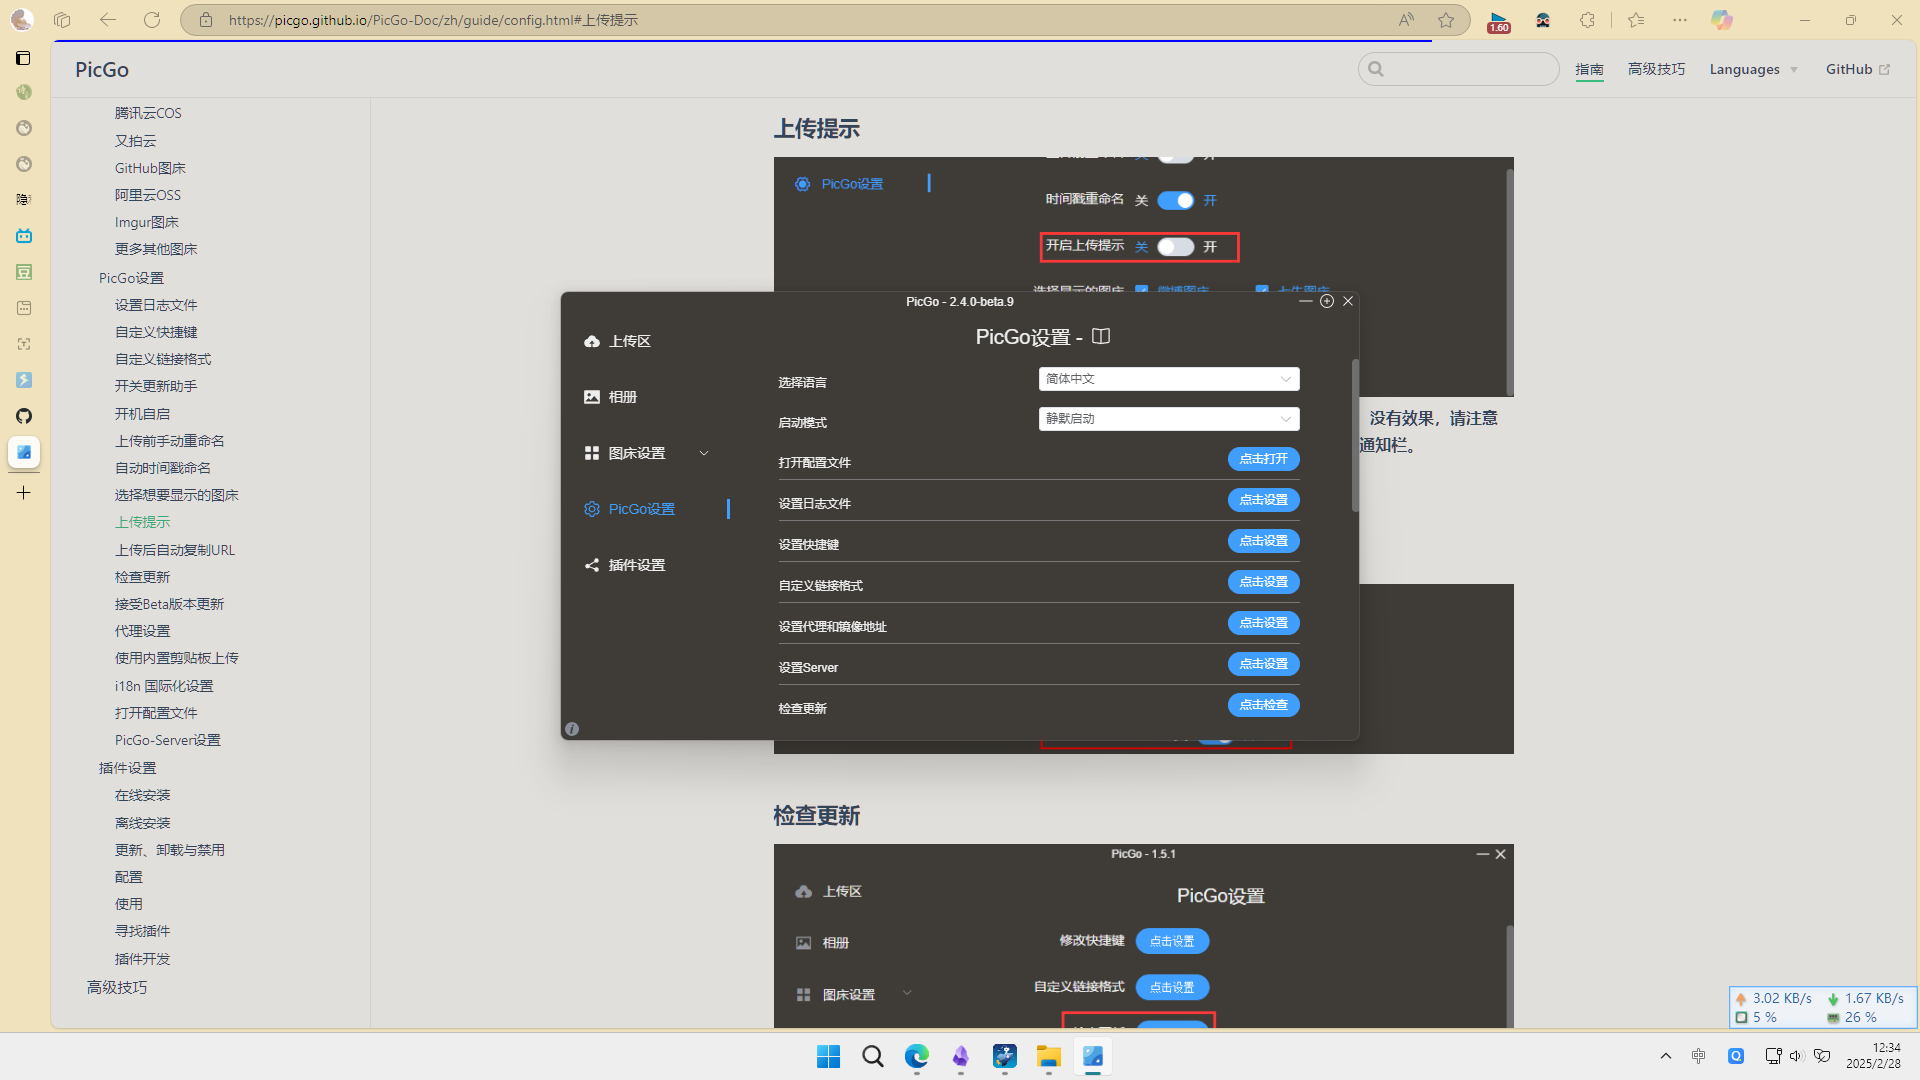 https://picgo.github.io/PicGo-Doc/zh/guide/config.html#上传提示
1.60
PicGo
指南
高级技巧
Languages
GitHub
腾讯云COS
又拍云
GitHub图床
阿里云OSS
Imgur图床
更多其他图床
PicGo设置
设置日志文件
自定义快捷键
自定义链接格式
开关更新助手
开机自启
上传前手动重命名
自动时间戳命名
选择想要显示的图床
上传提示
上传后自动复制URL
检查更新
接受Beta版本更新
代理设置
使用内置剪贴板上传
i18n 国际化设置
打开配置文件
PicGo-Server设置
插件设置
在线安装
离线安装
更新、卸载与禁用
配置
使用
寻找插件
插件开发
高级技巧
上传提示
PicGo设置
时间戳重命名 关 开
开启上传提示 关 开
选择显示的图床 微博图床 七牛图床
没有效果，请注意
通知栏。
PicGo - 2.4.0-beta.9
上传区
相册
图床设置
PicGo设置
插件设置
PicGo设置 -
选择语言 简体中文
启动模式 静默启动
打开配置文件 点击打开
设置日志文件 点击设置
设置快捷键 点击设置
自定义链接格式 点击设置
设置代理和镜像地址 点击设置
设置Server 点击设置
检查更新 点击检查
检查更新
PicGo - 1.5.1
上传区
相册
图床设置
PicGo设置
修改快捷键 点击设置
自定义链接格式 点击设置
3.02 KB/s 1.67 KB/s
5 % 26 %
中
12:34
2025/2/28